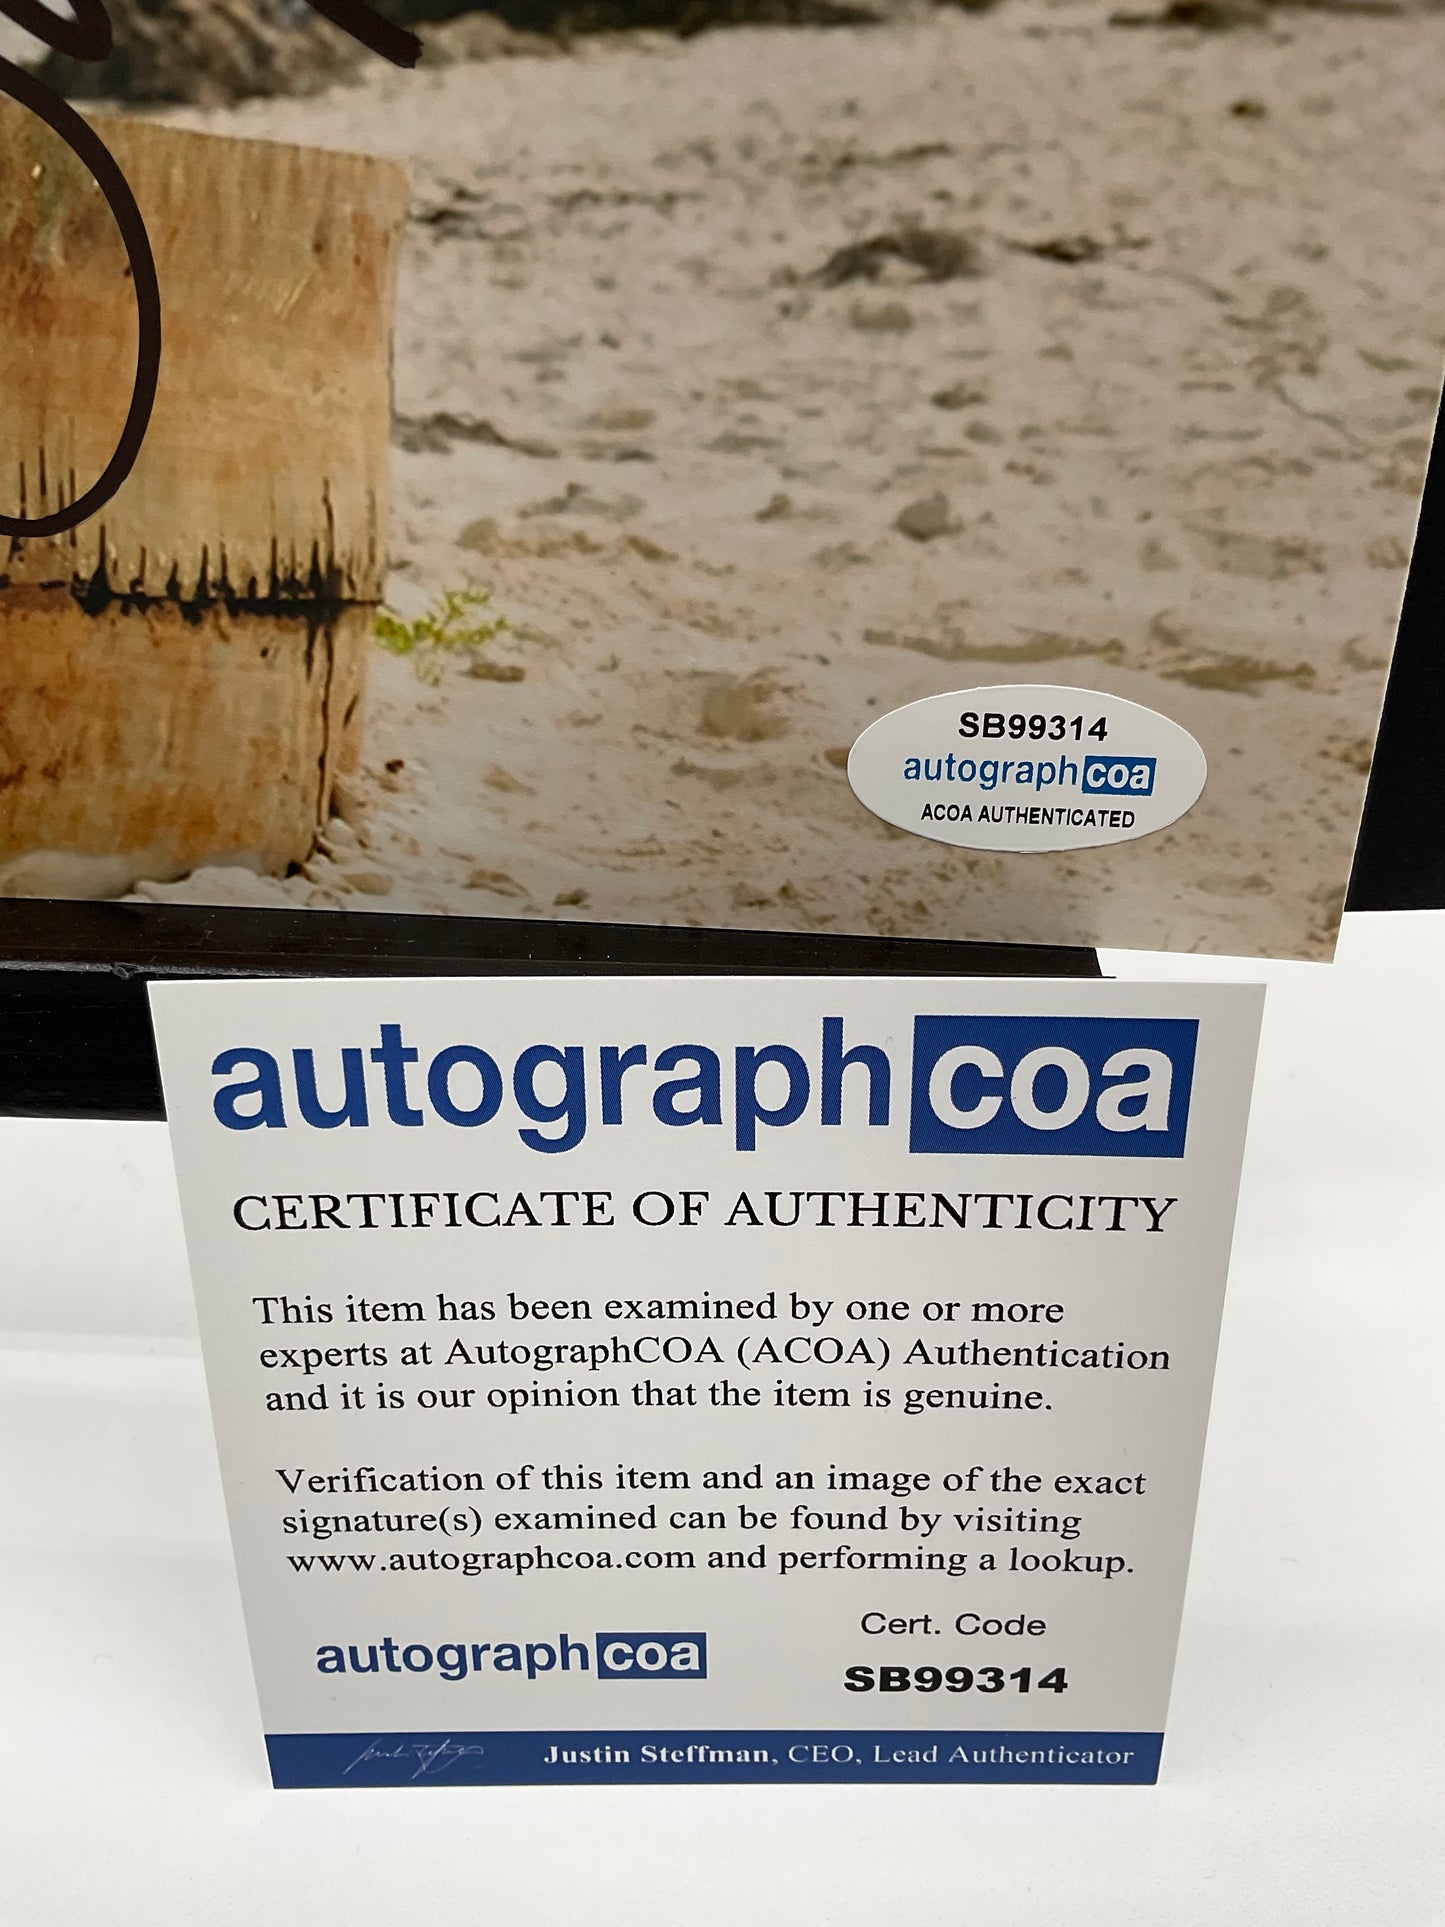 SB99314
autographcoa
ACOA AUTHENTICATED
autographcoa
CERTIFICATE OF AUTHENTICITY
This item has been examined by one or more
experts at AutographCOA (ACOA) Authentication
and it is our opinion that the item is genuine.
Verification of this item and an image of the exact
signature(s) examined can be found by visiting
www.autographcoa.com and performing a lookup.
Cert. Code
autographcoa
SB99314
Justin Steffman, CEO, Lead Authenticator